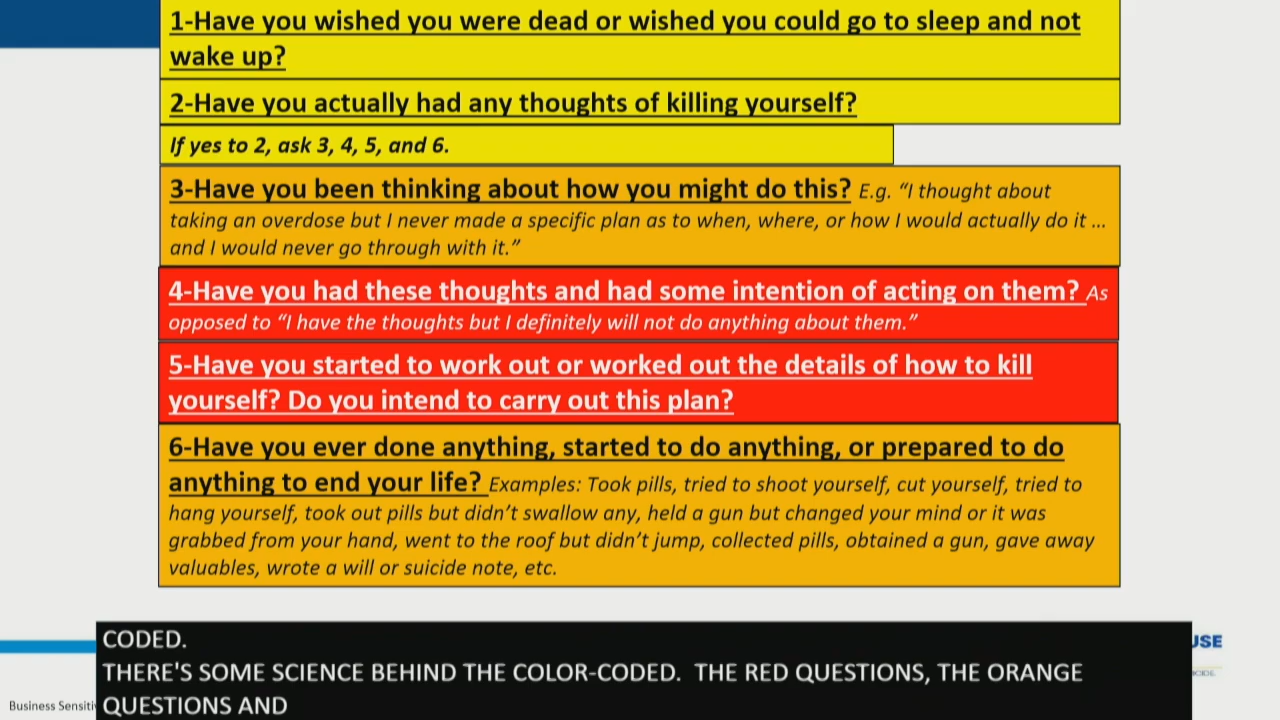 1-Have you wished you were dead or wished you could go to sleep and not
wake up?
2-Have you actually had any thoughts of killing yourself?
If yes to 2, ask 3, 4, 5, and 6.
3-Have you been thinking about how you might do this? E.g. “I thought about
taking an overdose but I never made a specific plan as to when, where, or how I would actually do it …
and I would never go through with it.”
4-Have you had these thoughts and had some intention of acting on them? As
opposed to “I have the thoughts but I definitely will not do anything about them.”
5-Have you started to work out or worked out the details of how to kill
yourself? Do you intend to carry out this plan?
6-Have you ever done anything, started to do anything, or prepared to do
anything to end your life? Examples: Took pills, tried to shoot yourself, cut yourself, tried to
hang yourself, took out pills but didn’t swallow any, held a gun but changed your mind or it was
grabbed from your hand, went to the roof but didn’t jump, collected pills, obtained a gun, gave away
valuables, wrote a will or suicide note, etc.
CODED.
THERE'S SOME SCIENCE BEHIND THE COLOR-CODED. THE RED QUESTIONS, THE ORANGE
QUESTIONS AND
Business Sensitiv